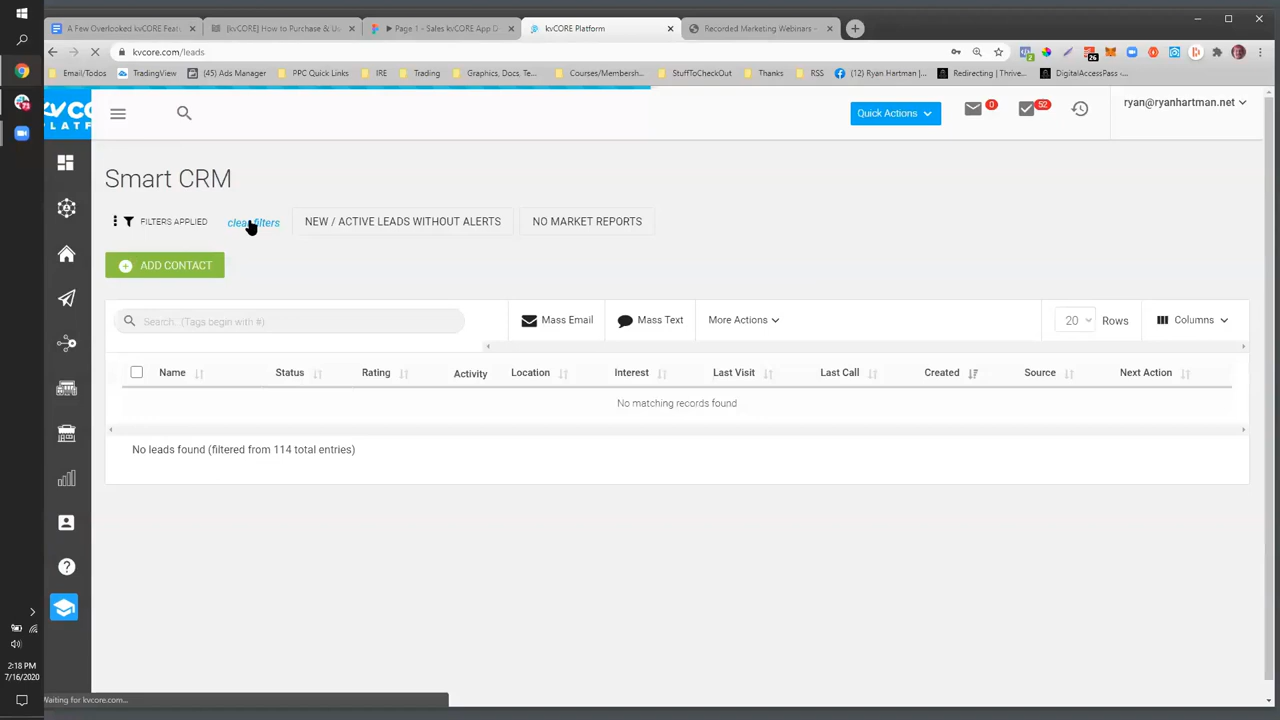 A Few Overlooked kvCORE Feat
[kvCORE] How to Purchase & U
Page 1 - Sales kvCORE App D
kvCORE Platform
Recorded Marketing Webinars -
kvcore.com/leads
Email/Todos
TradingView
(45) Ads Manager
PPC Quick Links
IRE
Trading
Graphics, Docs, Te...
Courses/Membersh...
StuffToCheckOut
Thanks
RSS
(12) Ryan Hartman |...
Redirecting | Thrive...
DigitalAccessPass -...
2
26
kvCO
PLATF
Quick Actions
0
52
ryan@ryanhartman.net
Smart CRM
FILTERS APPLIED
clear filters
NEW / ACTIVE LEADS WITHOUT ALERTS
NO MARKET REPORTS
ADD CONTACT
Search.. (Tags begin with #)
Mass Email
Mass Text
More Actions
20
Rows
Columns
Name
Status
Rating
Activity
Location
Interest
Last Visit
Last Call
Created
Source
Next Action
No matching records found
No leads found (filtered from 114 total entries)
Waiting for kvcore.com...
2:18 PM
7/16/2020